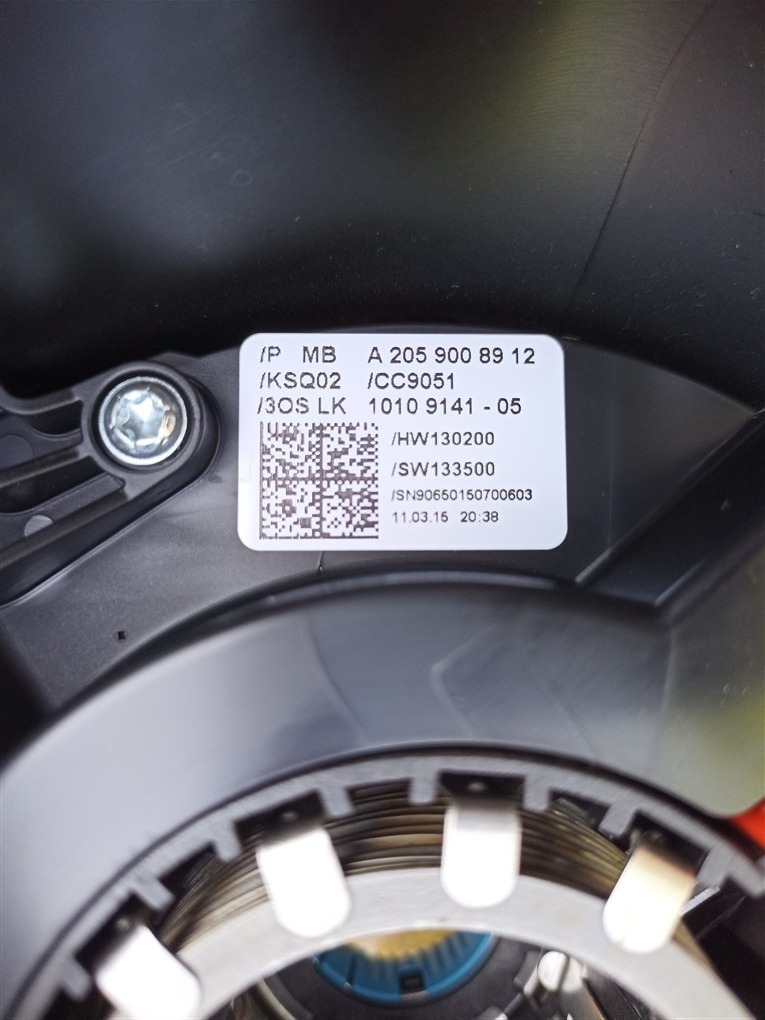 /P MB A 205 900 89 12
/KSQ02 /CC9051
/3OS LK 1010 9141 - 05
/HW130200
/SW133500
/SN90650150700603
11.03.15 20:38